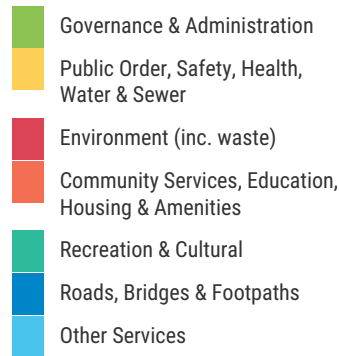 Governance & Administration
Public Order, Safety, Health,
Water & Sewer
Environment (inc. waste)
Community Services, Education,
Housing & Amenities
Recreation & Cultural
Roads, Bridges & Footpaths
Other Services